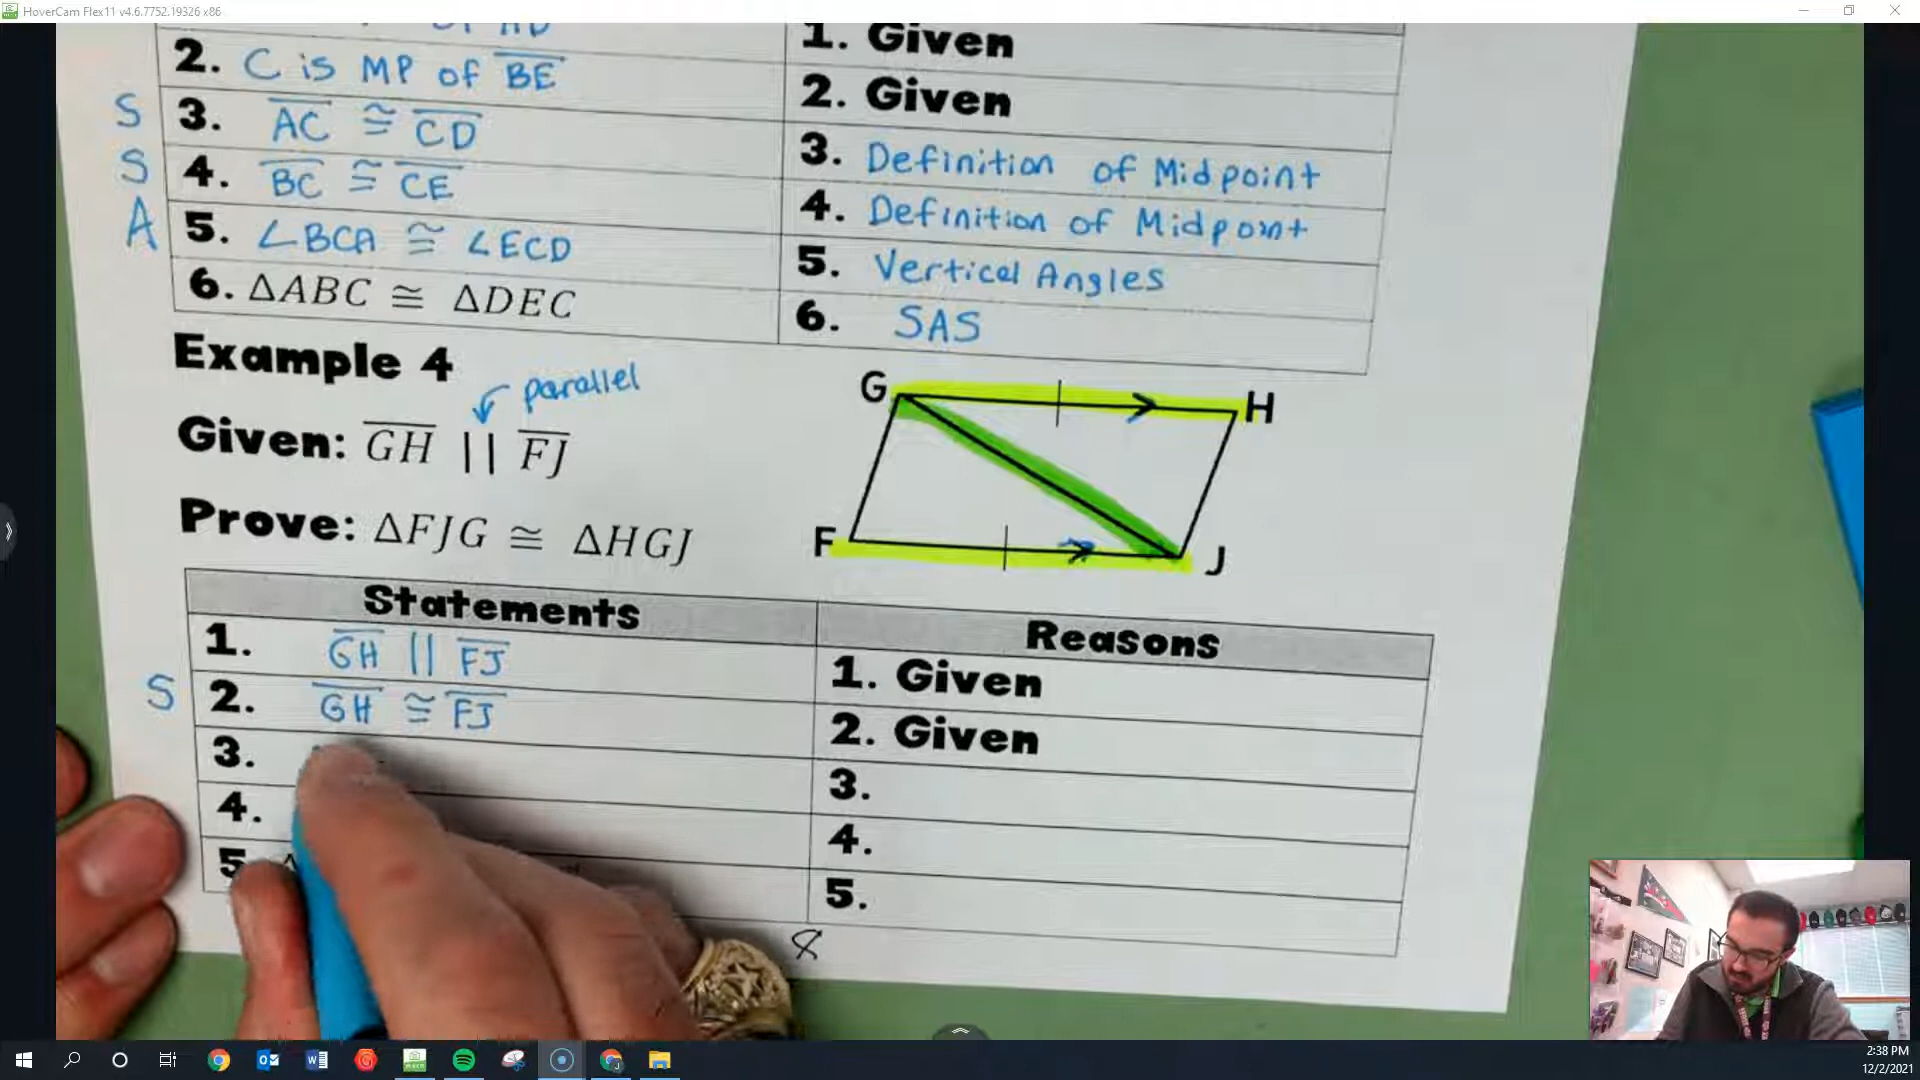 HoverCam Flex11 v4.6.7752.19326 x86
1. Given
2. C is MP of BE
2. Given
S 3. AC ≅ CD
3. Definition of Midpoint
S 4. BC ≅ CE
4. Definition of Midpoint
A 5. ∠BCA ≅ ∠ECD
5. Vertical Angles
6. ΔABC ≅ ΔDEC
6. SAS
Example 4
parallel
Given: GH || FJ
Prove: ΔFJG ≅ ΔHGJ
G
H
F
J
Statements
Reasons
1. GH || FJ
1. Given
S 2. GH ≅ FJ
2. Given
3.
3.
4.
4.
5.
5.
8
2:38 PM
12/2/2021